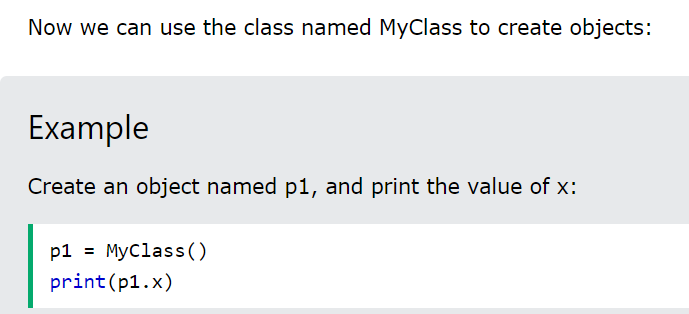 Now we can use the class named MyClass to create objects:
Example
Create an object named p1, and print the value of x:
p1 = MyClass()
print(p1.x)